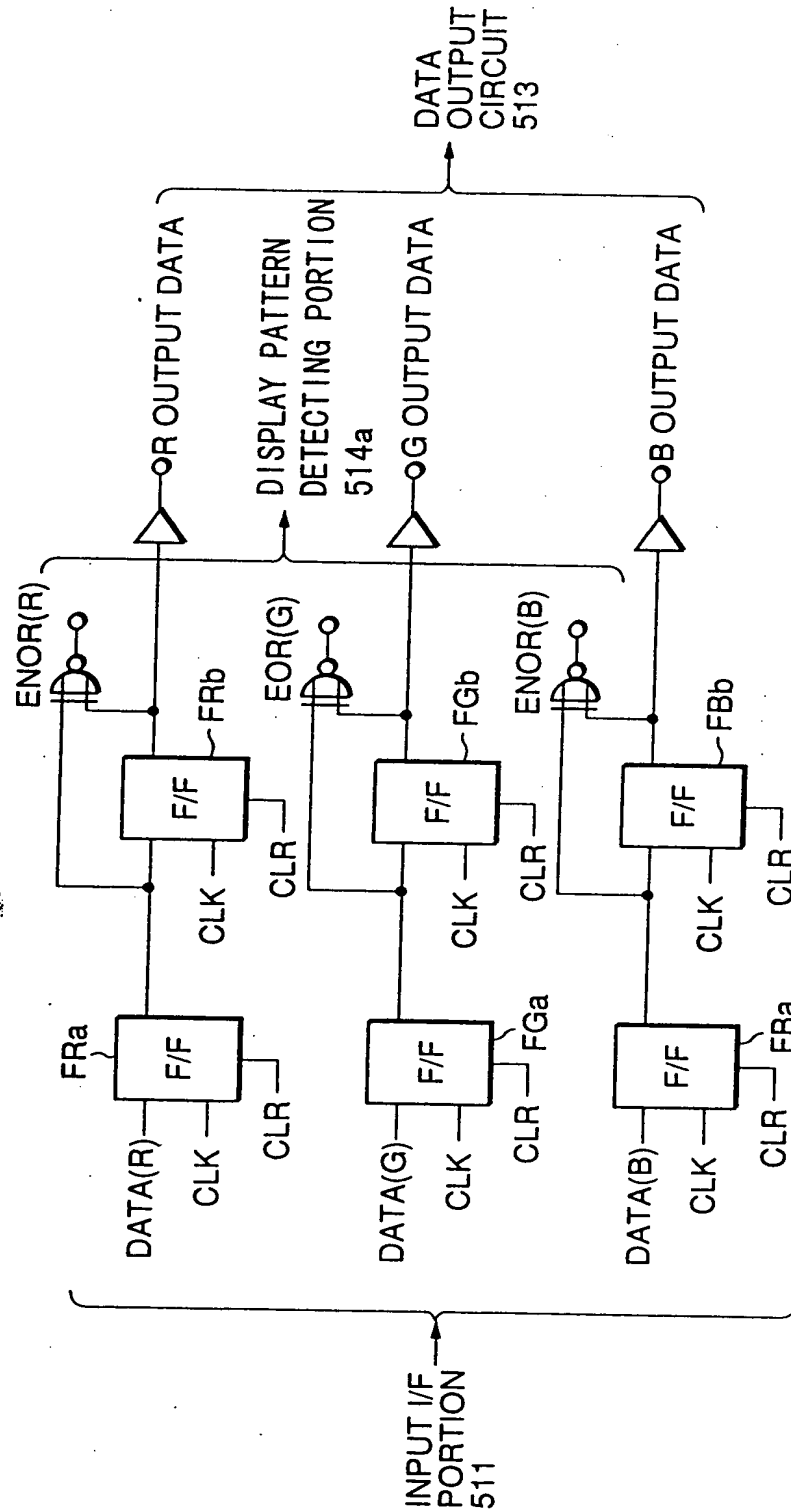 INPUT I/F
PORTION
511
DATA(R)
CLK
CLR
FRa
F/F
CLK
CLR
F/F
FRb
ENOR(R)
R OUTPUT DATA
DISPLAY PATTERN
DETECTING PORTION
514a
DATA(G)
CLK
CLR
F/F
FGa
CLK
CLR
F/F
FGb
EOR(G)
G OUTPUT DATA
DATA
OUTPUT
CIRCUIT
513
DATA(B)
CLK
CLR
F/F
FRa
CLK
CLR
F/F
FBb
ENOR(B)
B OUTPUT DATA